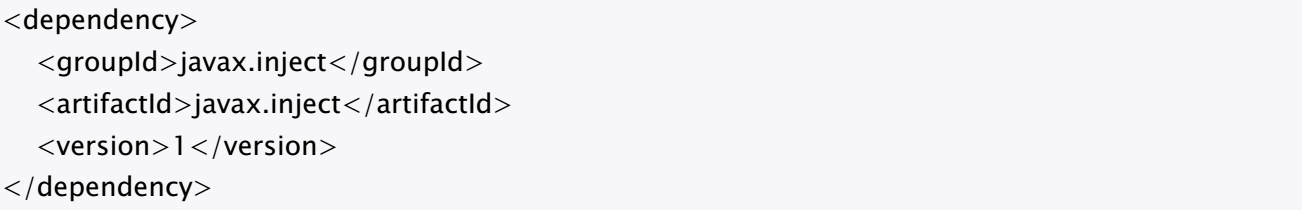 <dependency>
   <groupId>javax.inject</groupId>
   <artifactId>javax.inject</artifactId>
   <version>1</version>
</dependency>